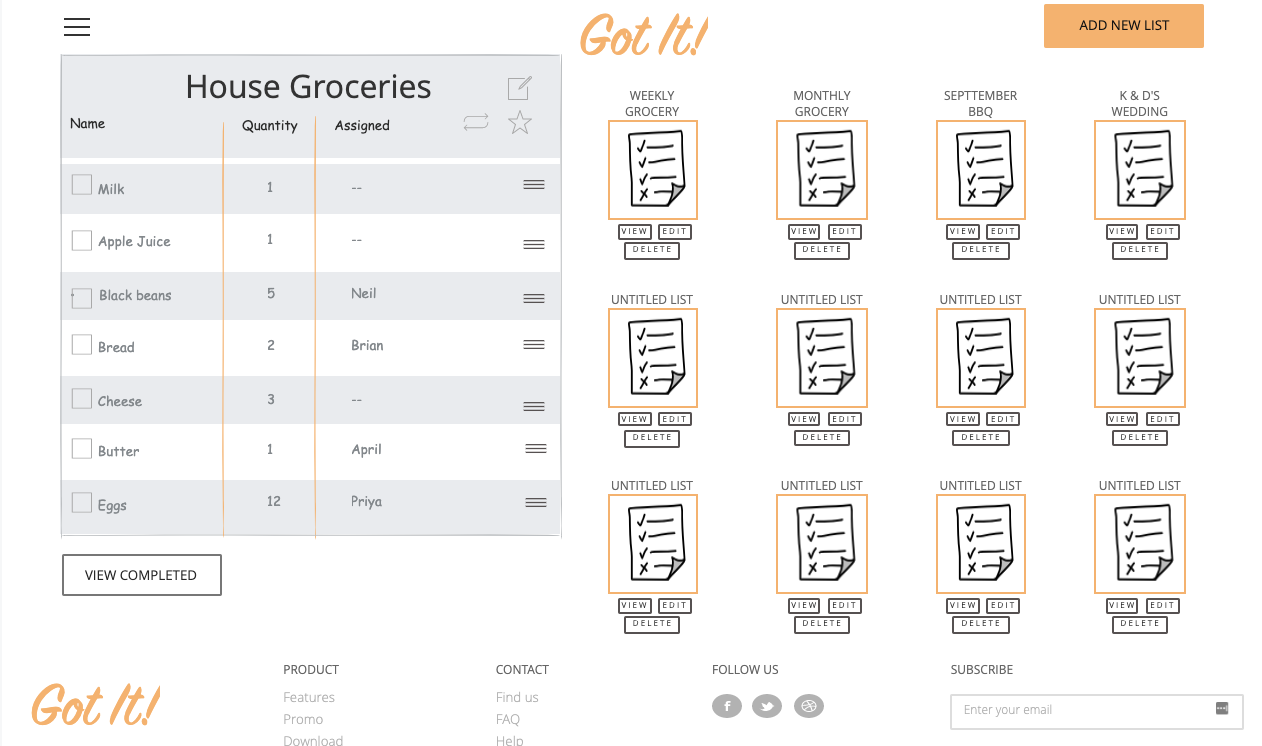 Got It!
ADD NEW LIST
House Groceries
Name Quantity Assigned
Milk 1 --
Apple Juice 1 --
Black beans 5 Neil
Bread 2 Brian
Cheese 3 --
Butter 1 April
Eggs 12 Priya
VIEW COMPLETED
WEEKLY
GROCERY
VIEW EDIT
DELETE
MONTHLY
GROCERY
VIEW EDIT
DELETE
SEPTTEMBER
BBQ
VIEW EDIT
DELETE
K & D'S
WEDDING
VIEW EDIT
DELETE
UNTITLED LIST
VIEW EDIT
DELETE
UNTITLED LIST
VIEW EDIT
DELETE
UNTITLED LIST
VIEW EDIT
DELETE
UNTITLED LIST
VIEW EDIT
DELETE
UNTITLED LIST
VIEW EDIT
DELETE
UNTITLED LIST
VIEW EDIT
DELETE
UNTITLED LIST
VIEW EDIT
DELETE
UNTITLED LIST
VIEW EDIT
DELETE
Got It!
PRODUCT
Features
Promo
Download
CONTACT
Find us
FAQ
Help
FOLLOW US
SUBSCRIBE
Enter your email